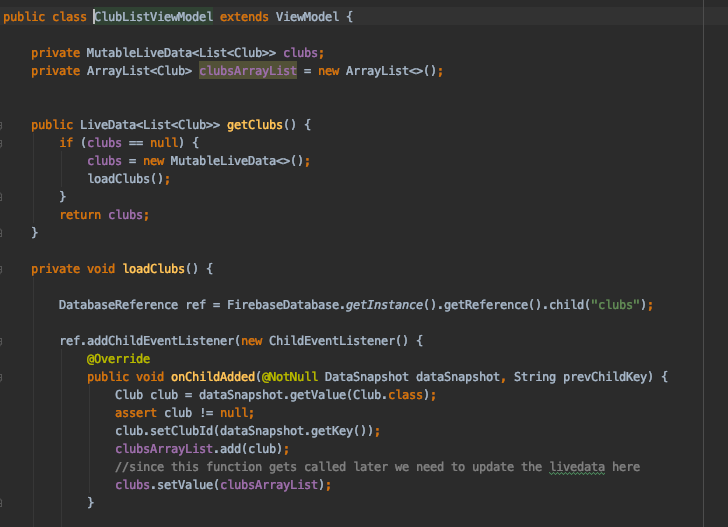 public class ClubListViewModel extends ViewModel {
private MutableLiveData<List<Club>> clubs;
private ArrayList<Club> clubsArrayList = new ArrayList<>();
public LiveData<List<Club>> getClubs() {
if (clubs == null) {
clubs = new MutableLiveData<>();
loadClubs();
}
return clubs;
}
private void loadClubs() {
DatabaseReference ref = FirebaseDatabase.getInstance().getReference().child("clubs");
ref.addChildEventListener(new ChildEventListener() {
@Override
public void onChildAdded(@NotNull DataSnapshot dataSnapshot, String prevChildKey) {
Club club = dataSnapshot.getValue(Club.class);
assert club != null;
club.setClubId(dataSnapshot.getKey());
clubsArrayList.add(club);
//since this function gets called later we need to update the livedata here
clubs.setValue(clubsArrayList);
}